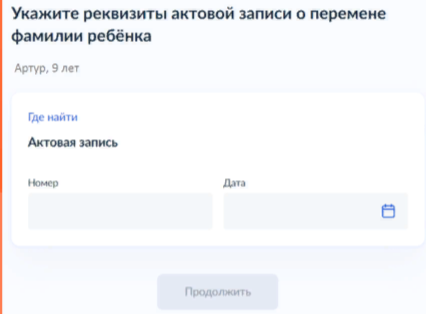 Укажите реквизиты актовой записи о перемене
фамилии ребёнка
Артур, 9 лет
Где найти
Актовая запись
Номер
Дата
Продолжить